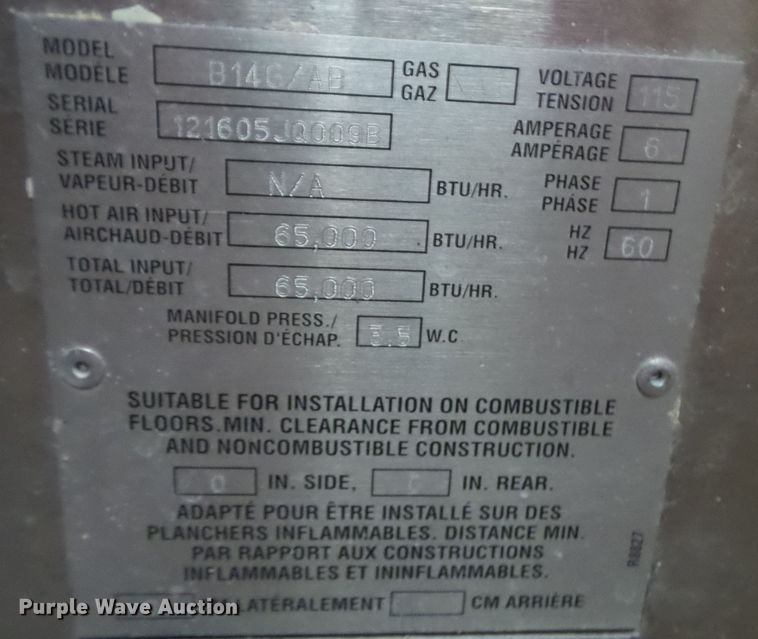 MODEL
MODÈLE B14G/AB GAS
GAZ VOLTAGE
TENSION 115
SERIAL
SÉRIE 121605JQ009B AMPERAGE
AMPÉRAGE 6
STEAM INPUT/
VAPEUR-DÉBIT N/A BTU/HR. PHASE
PHÁSE 1
HOT AIR INPUT/
AIRCHAUD-DÉBIT 65,000 BTU/HR. HZ
HZ 60
TOTAL INPUT/
TOTAL/DÉBIT 65,000 BTU/HR.
MANIFOLD PRESS./
PRESSION D'ÉCHAP. 3.5 W.C
SUITABLE FOR INSTALLATION ON COMBUSTIBLE
FLOORS.MIN. CLEARANCE FROM COMBUSTIBLE
AND NONCOMBUSTIBLE CONSTRUCTION.
0 IN. SIDE, IN. REAR.
ADAPTÉ POUR ÊTRE INSTALLÉ SUR DES
PLANCHERS INFLAMMABLES. DISTANCE MIN.
PAR RAPPORT AUX CONSTRUCTIONS
INFLAMMABLES ET ININFLAMMABLES.
LATÉRALEMENT CM ARRIÈRE
R8827
Purple Wave Auction